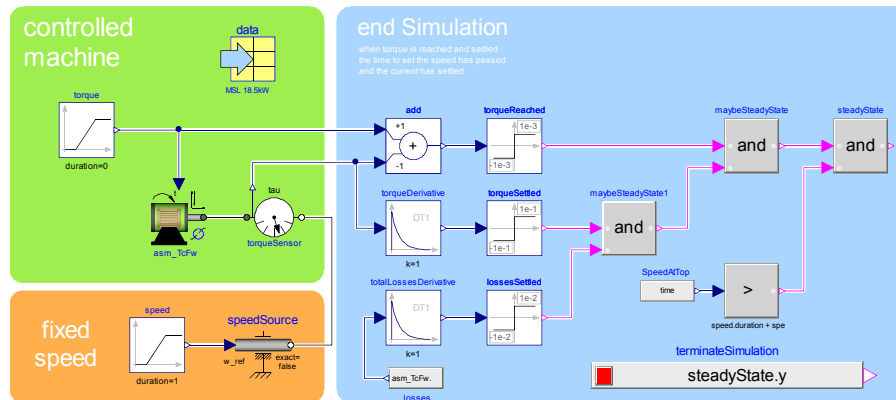 controlled
machine
data
MSL 18.5kW
torque
duration=0
asm_TcFw
tau
torqueSensor
fixed
speed
speed
duration=1
speedSource
w_ref
exact=
false
end Simulation
when torque is reached and settled
the time to set the speed has passed
and the current has settled
add
+1
+
-1
torqueReached
1e-3
-1e-3
torqueDerivative
DT1
k=1
torqueSettled
1e-1
-1e-1
totalLossesDerivative
DT1
k=1
lossesSettled
1e-2
-1e-2
asm_TcFw.
losses
maybeSteadyState1
and
maybeSteadyState
and
steadyState
and
SpeedAtTop
time
>
speed.duration + spe
terminateSimulation
steadyState.y